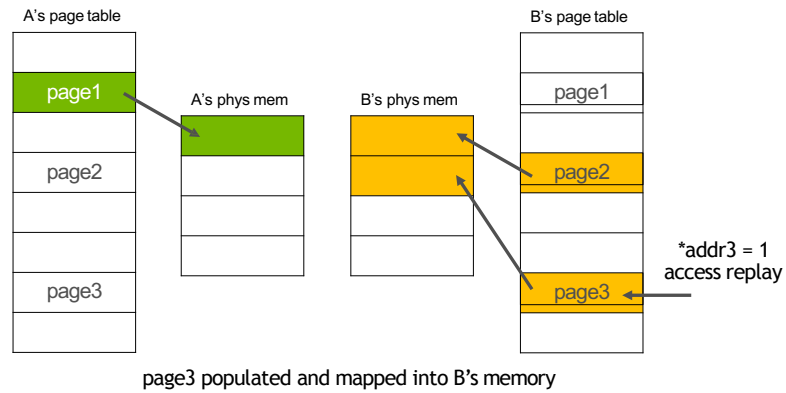 A's page table
B's page table
page1
A's phys mem
B's phys mem
page1
page2
page2
*addr3 = 1
access replay
page3
page3
page3 populated and mapped into B's memory